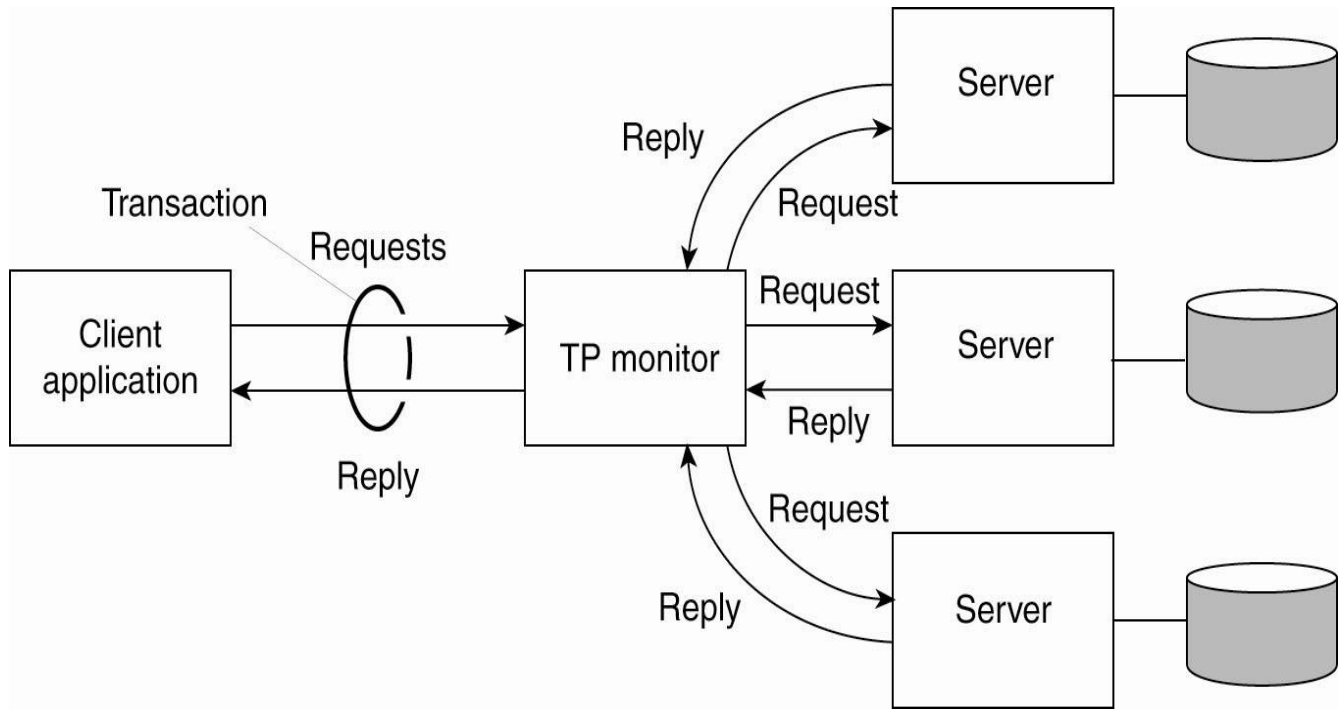 Server
Reply
Transaction
Request
Requests
Request
Client
application
TP monitor
Server
Reply
Reply
Request
Reply
Server